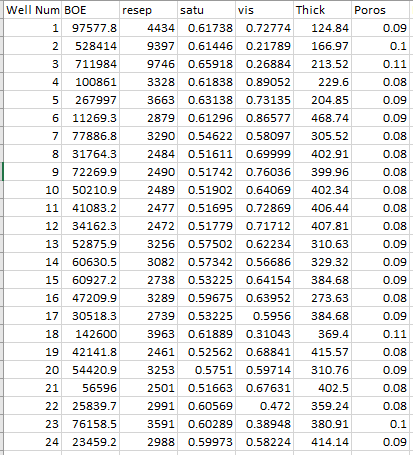 Well Num BOE resep satu vis Thick Poros
1 97577.8 4434 0.61738 0.72774 124.84 0.09
2 528414 9397 0.61446 0.21789 166.97 0.1
3 711984 9746 0.65918 0.26884 213.52 0.11
4 100861 3328 0.61838 0.89052 229.6 0.08
5 267997 3663 0.63138 0.73135 204.85 0.09
6 11269.3 2879 0.61296 0.86577 468.74 0.09
7 77886.8 3290 0.54622 0.58097 305.52 0.08
8 31764.3 2484 0.51611 0.69999 402.91 0.08
9 72269.9 2490 0.51742 0.76036 399.96 0.08
10 50210.9 2489 0.51902 0.64069 402.34 0.08
11 41083.2 2477 0.51695 0.72869 406.44 0.08
12 34162.3 2472 0.51779 0.71712 407.81 0.08
13 52875.9 3256 0.57502 0.62234 310.63 0.09
14 60630.5 3082 0.57342 0.56686 329.32 0.09
15 60927.2 2738 0.53225 0.64154 384.68 0.09
16 47209.9 3289 0.59675 0.63952 273.63 0.08
17 30518.3 2739 0.53225 0.5956 384.68 0.09
18 142600 3963 0.61889 0.31043 369.4 0.11
19 42141.8 2461 0.52562 0.68841 415.57 0.08
20 54420.9 3253 0.5751 0.59714 310.76 0.09
21 56596 2501 0.51663 0.67631 402.5 0.08
22 25839.7 2991 0.60569 0.472 359.24 0.08
23 76158.5 3591 0.60289 0.38948 380.91 0.1
24 23459.2 2988 0.59973 0.58224 414.14 0.09